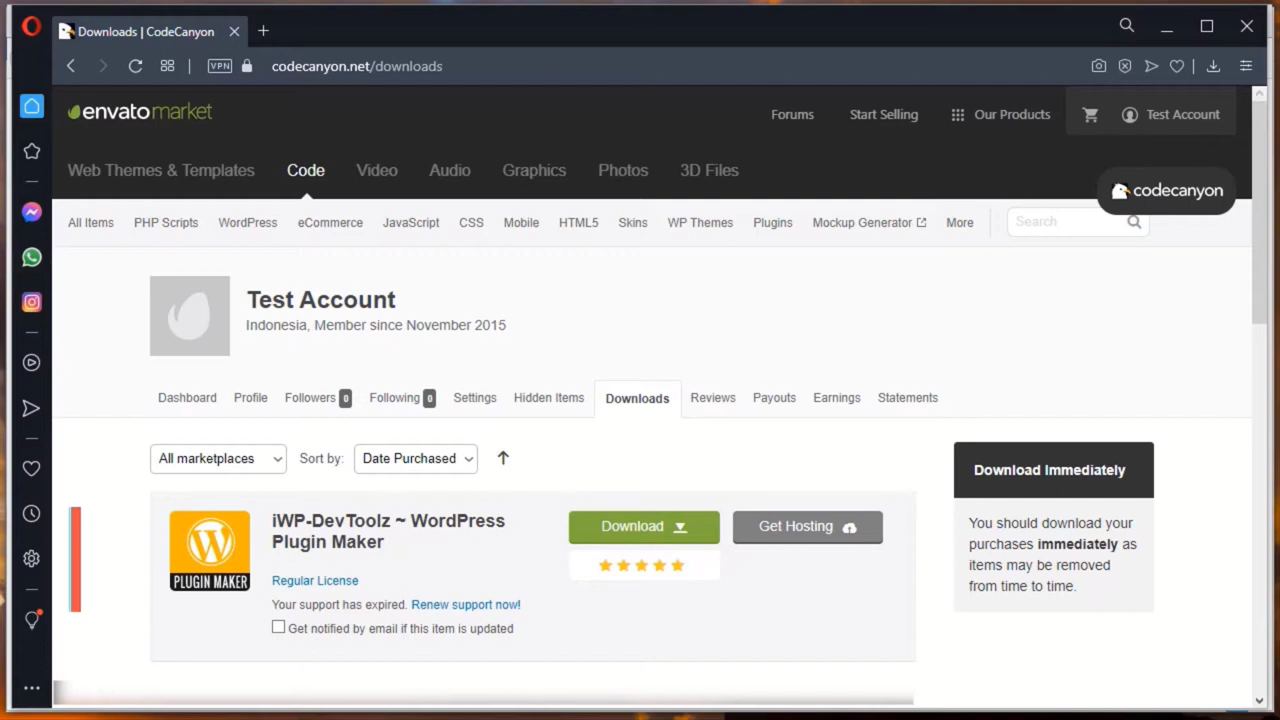 Downloads | CodeCanyon
VPN codecanyon.net/downloads
envatomarket
Forums Start Selling Our Products Test Account
Web Themes & Templates Code Video Audio Graphics Photos 3D Files
codecanyon
All Items PHP Scripts WordPress eCommerce JavaScript CSS Mobile HTML5 Skins WP Themes Plugins Mockup Generator More Search
Test Account
Indonesia, Member since November 2015
Dashboard Profile Followers 0 Following 0 Settings Hidden Items Downloads Reviews Payouts Earnings Statements
All marketplaces Sort by: Date Purchased
Download Immediately
You should download your
purchases immediately as
items may be removed
from time to time.
PLUGIN MAKER
iWP-DevToolz ~ WordPress
Plugin Maker
Regular License
Your support has expired. Renew support now!
Get notified by email if this item is updated
Download
Get Hosting